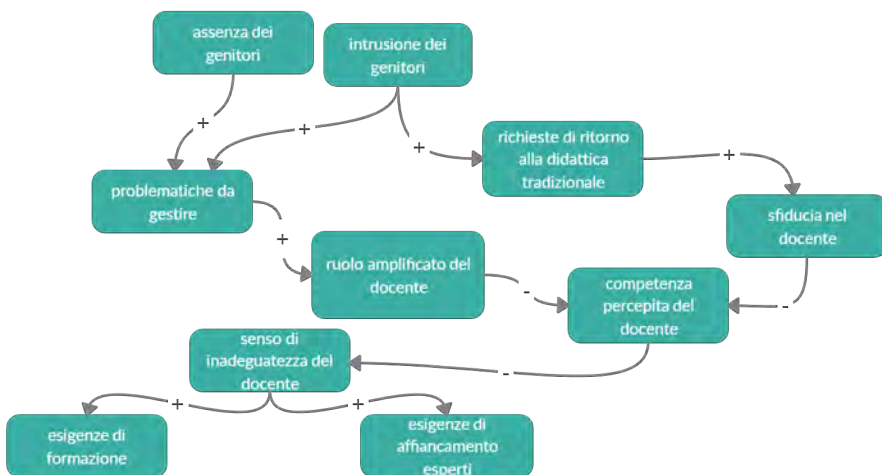 assenza dei
genitori
intrusione dei
genitori
+
+
+
richieste di ritorno
alla didattica
tradizionale
+
problematiche da
gestire
sfiducia nel
docente
+
ruolo amplificato del
docente
-
competenza
percepita del
docente
-
senso di
inadeguatezza del
docente
-
+
+
esigenze di
formazione
esigenze di
affiancamento
esperti